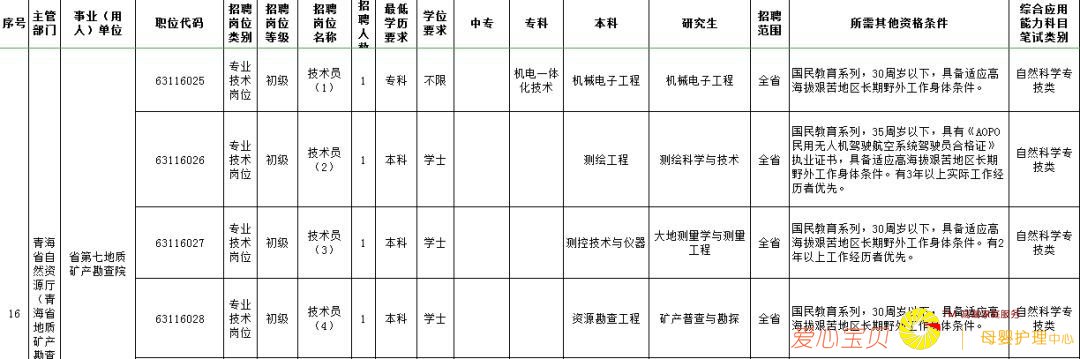 序号
主管
部门
事业（用
人）单位
职位代码
招聘
岗位
类别
招聘
岗位
等级
招聘
岗位
名称
招
聘
人
最低
学历
要求
学位
要求
中专
专科
本科
研究生
招聘
范围
所需其他资格条件
综合应用
能力科目
笔试类别
63116025
专业
技术
岗位
初级
技术员
（1）
1
专科
不限
机电一体
化技术
机械电子工程
机械电子工程
全省
国民教育系列，30周岁以下，具备适应高
海拔艰苦地区长期野外工作身体条件。
自然科学专
技类
63116026
专业
技术
岗位
初级
技术员
（2）
1
本科
学士
测绘工程
测绘科学与技术
全省
国民教育系列，35周岁以下，具有《AOPO
民用无人机驾驶航空系统驾驶员合格证》
执业证书，具备适应高海拔艰苦地区长期
野外工作身体条件。有3年以上实际工作经
历者优先。
自然科学专
技类
63116027
专业
技术
岗位
初级
技术员
（3）
1
本科
学士
测控技术与仪器
大地测量学与测量
工程
全省
国民教育系列，30周岁以下，具备适应高
海拔艰苦地区长期野外工作身体条件。有2
年以上工作经历者优先。
自然科学专
技类
16
青海
省自
然资
源厅
（青
海省
地质
矿产
勘查
省第七地质
矿产勘查院
63116028
专业
技术
岗位
初级
技术员
（4）
1
本科
学士
资源勘查工程
矿产普查与勘探
全省
国民教育系列，30周岁以下，具备适应高
海拔艰苦地区长期野外工作身体条件。
自然科学专
技类
爱心宝贝
母婴护理中心